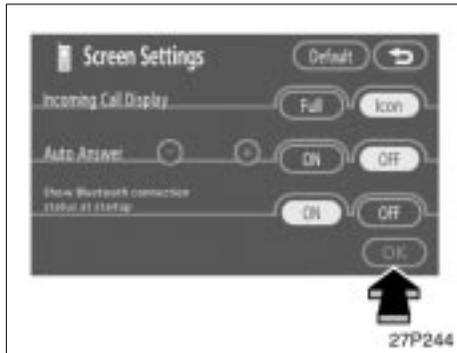 Screen Settings Default
Incoming Call Display Full Icon
Auto Answer - + ON OFF
Show Bluetooth connection
status at startup ON OFF
OK
27P244